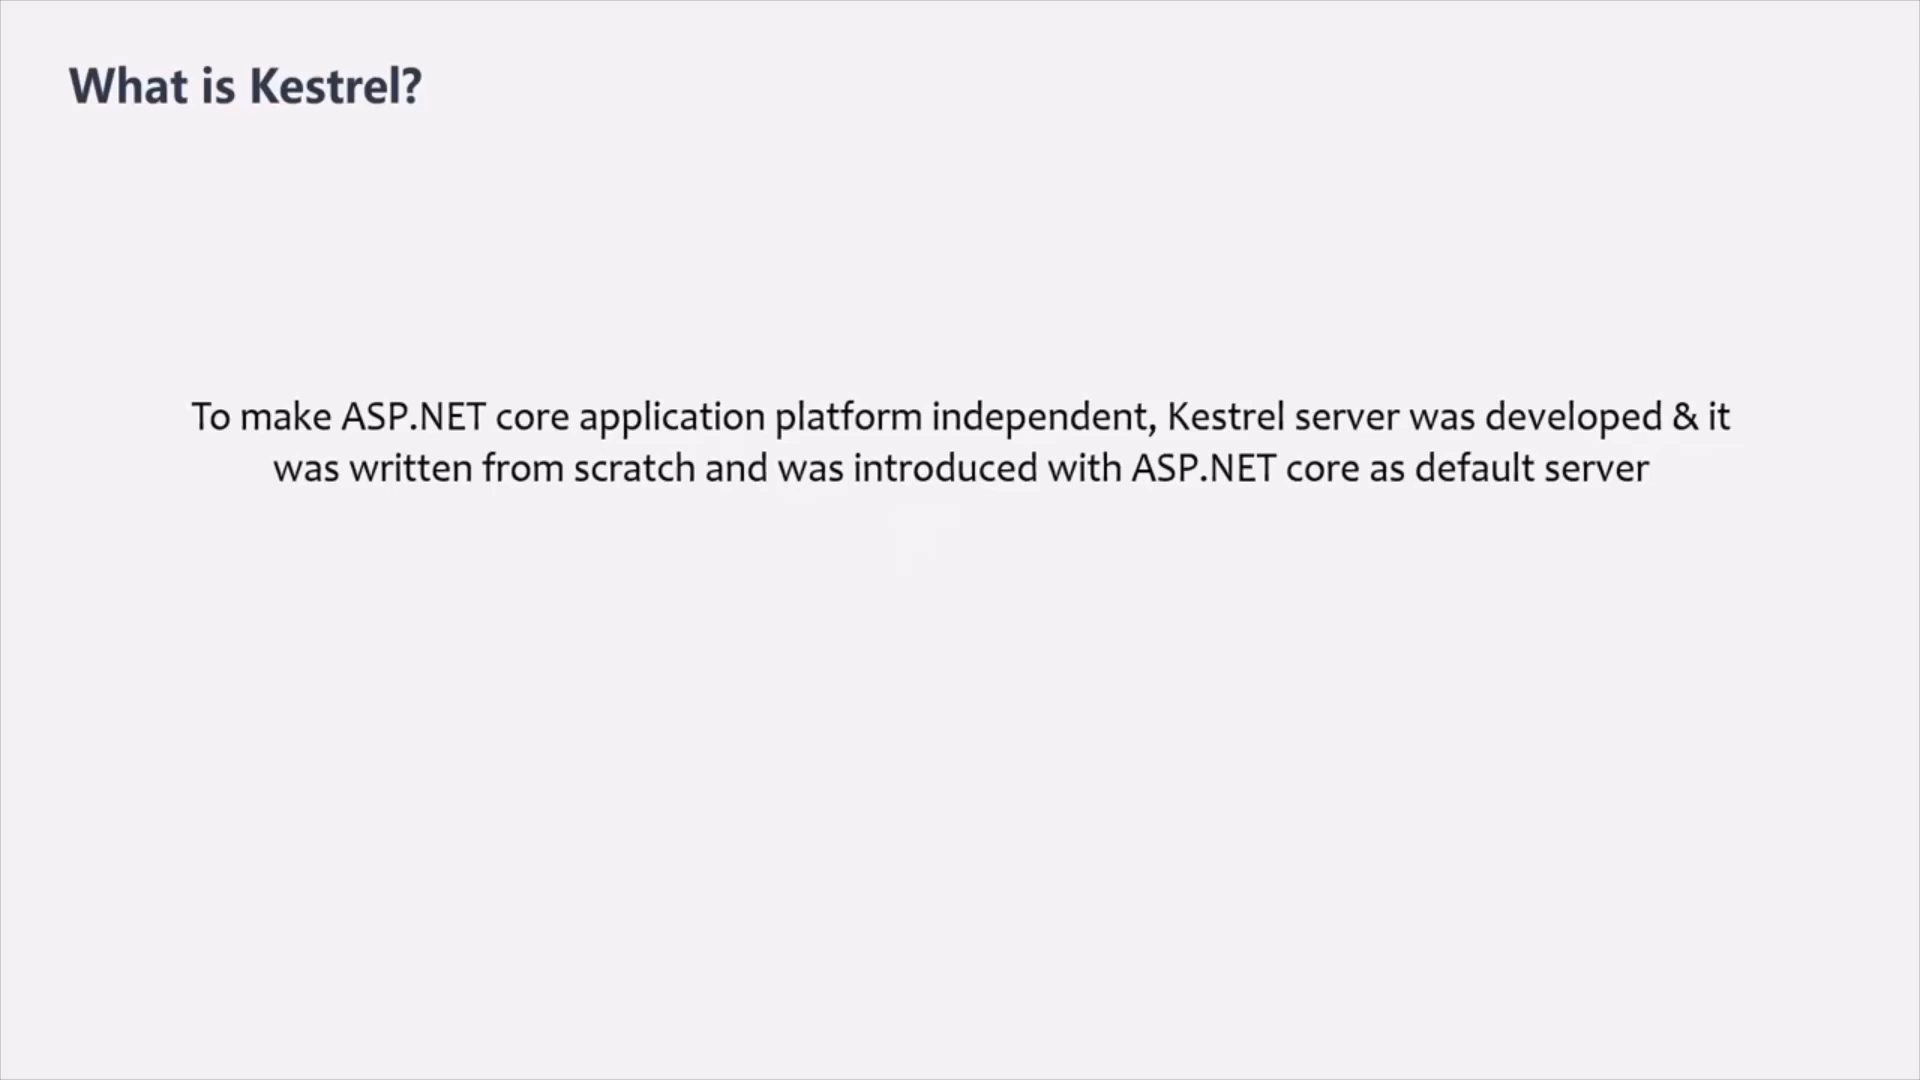 What is Kestrel?
To make ASP.NET core application platform independent, Kestrel server was developed & it
was written from scratch and was introduced with ASP.NET core as default server